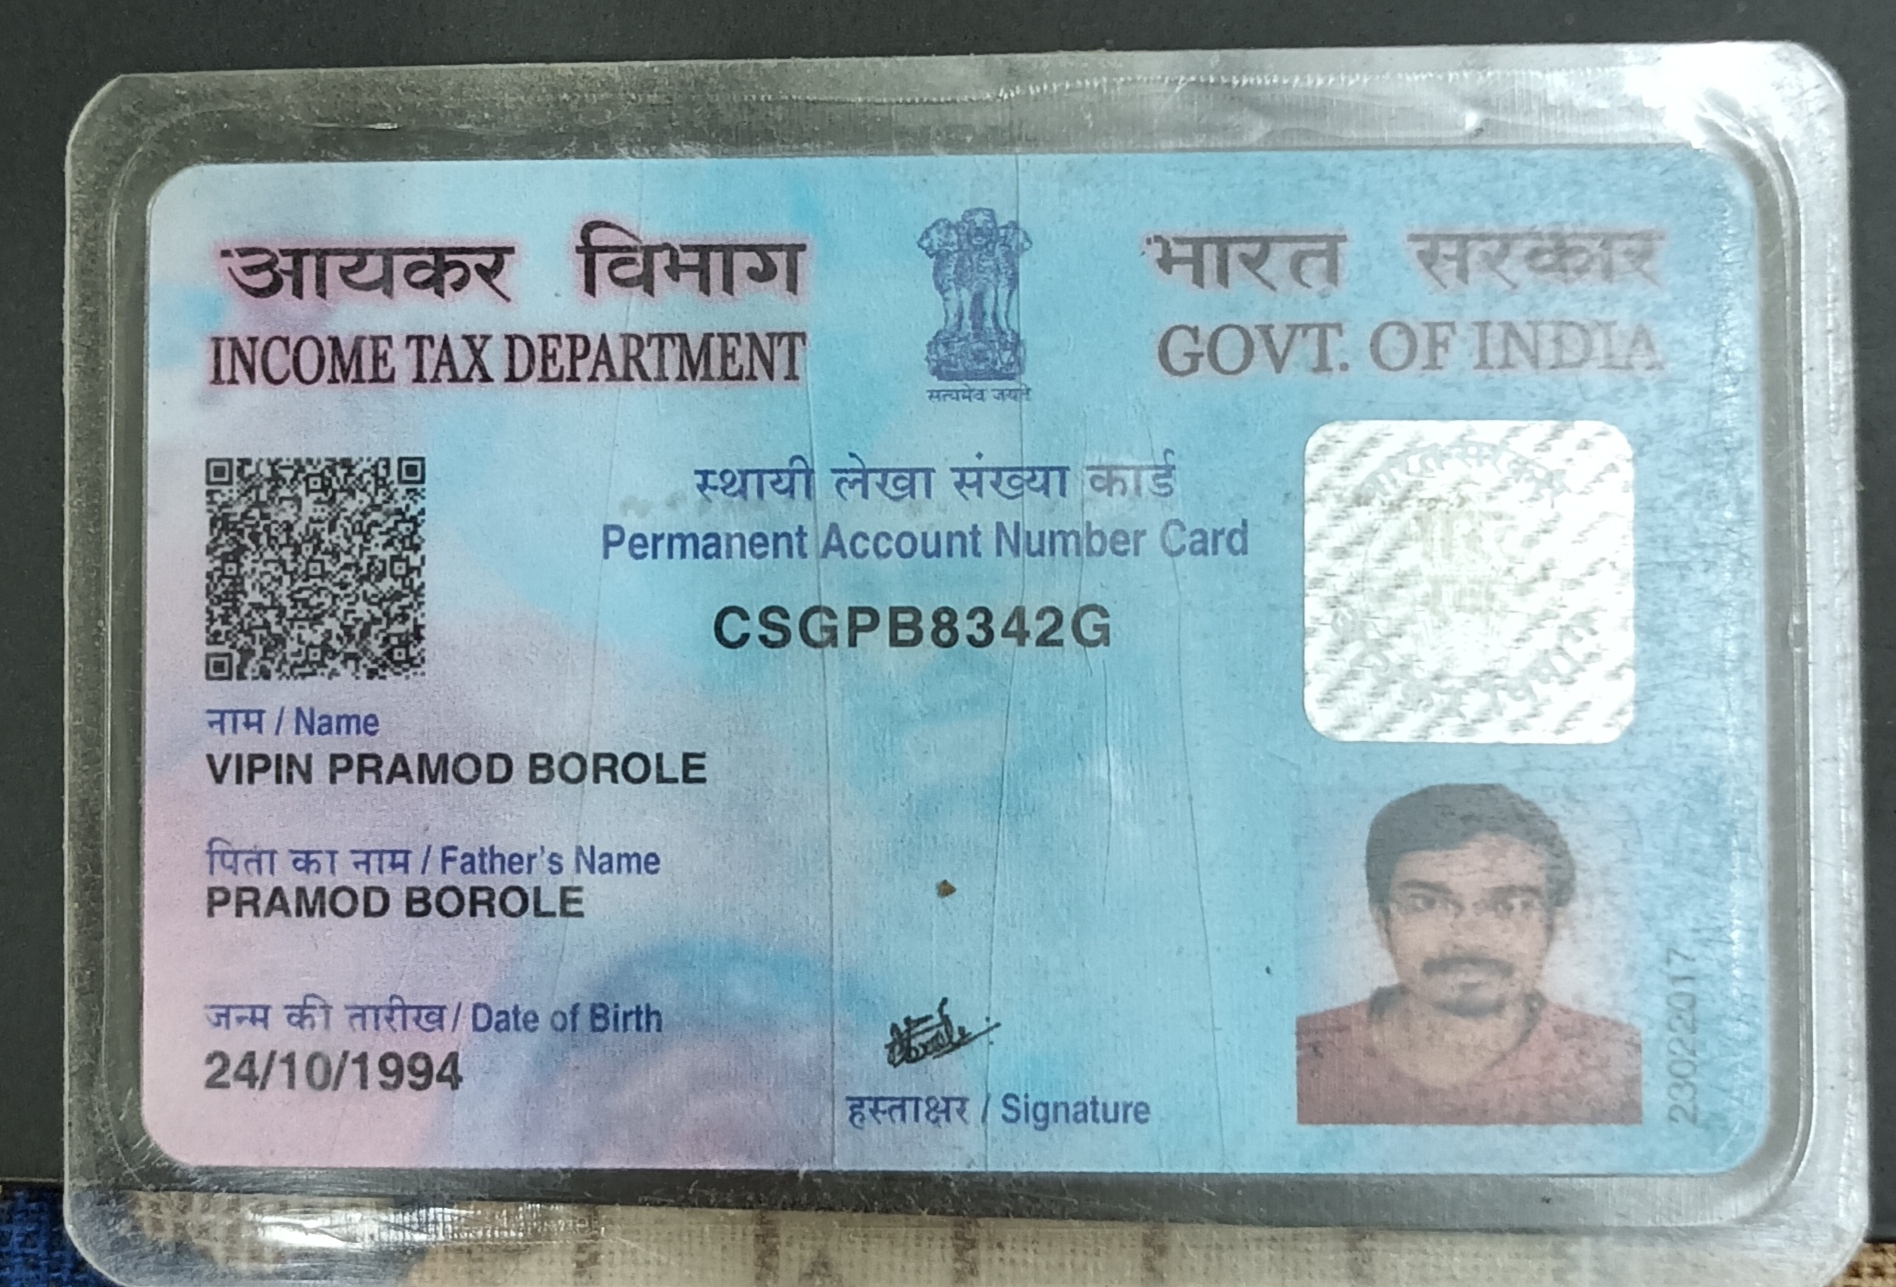 आयकर विभाग
INCOME TAX DEPARTMENT
सत्यमेव जयते
भारत सरकार
GOVT. OF INDIA
स्थायी लेखा संख्या कार्ड
Permanent Account Number Card
CSGPB8342G
नाम / Name
VIPIN PRAMOD BOROLE
पिता का नाम / Father's Name
PRAMOD BOROLE
जन्म की तारीख / Date of Birth
24/10/1994
हस्ताक्षर / Signature
23022017